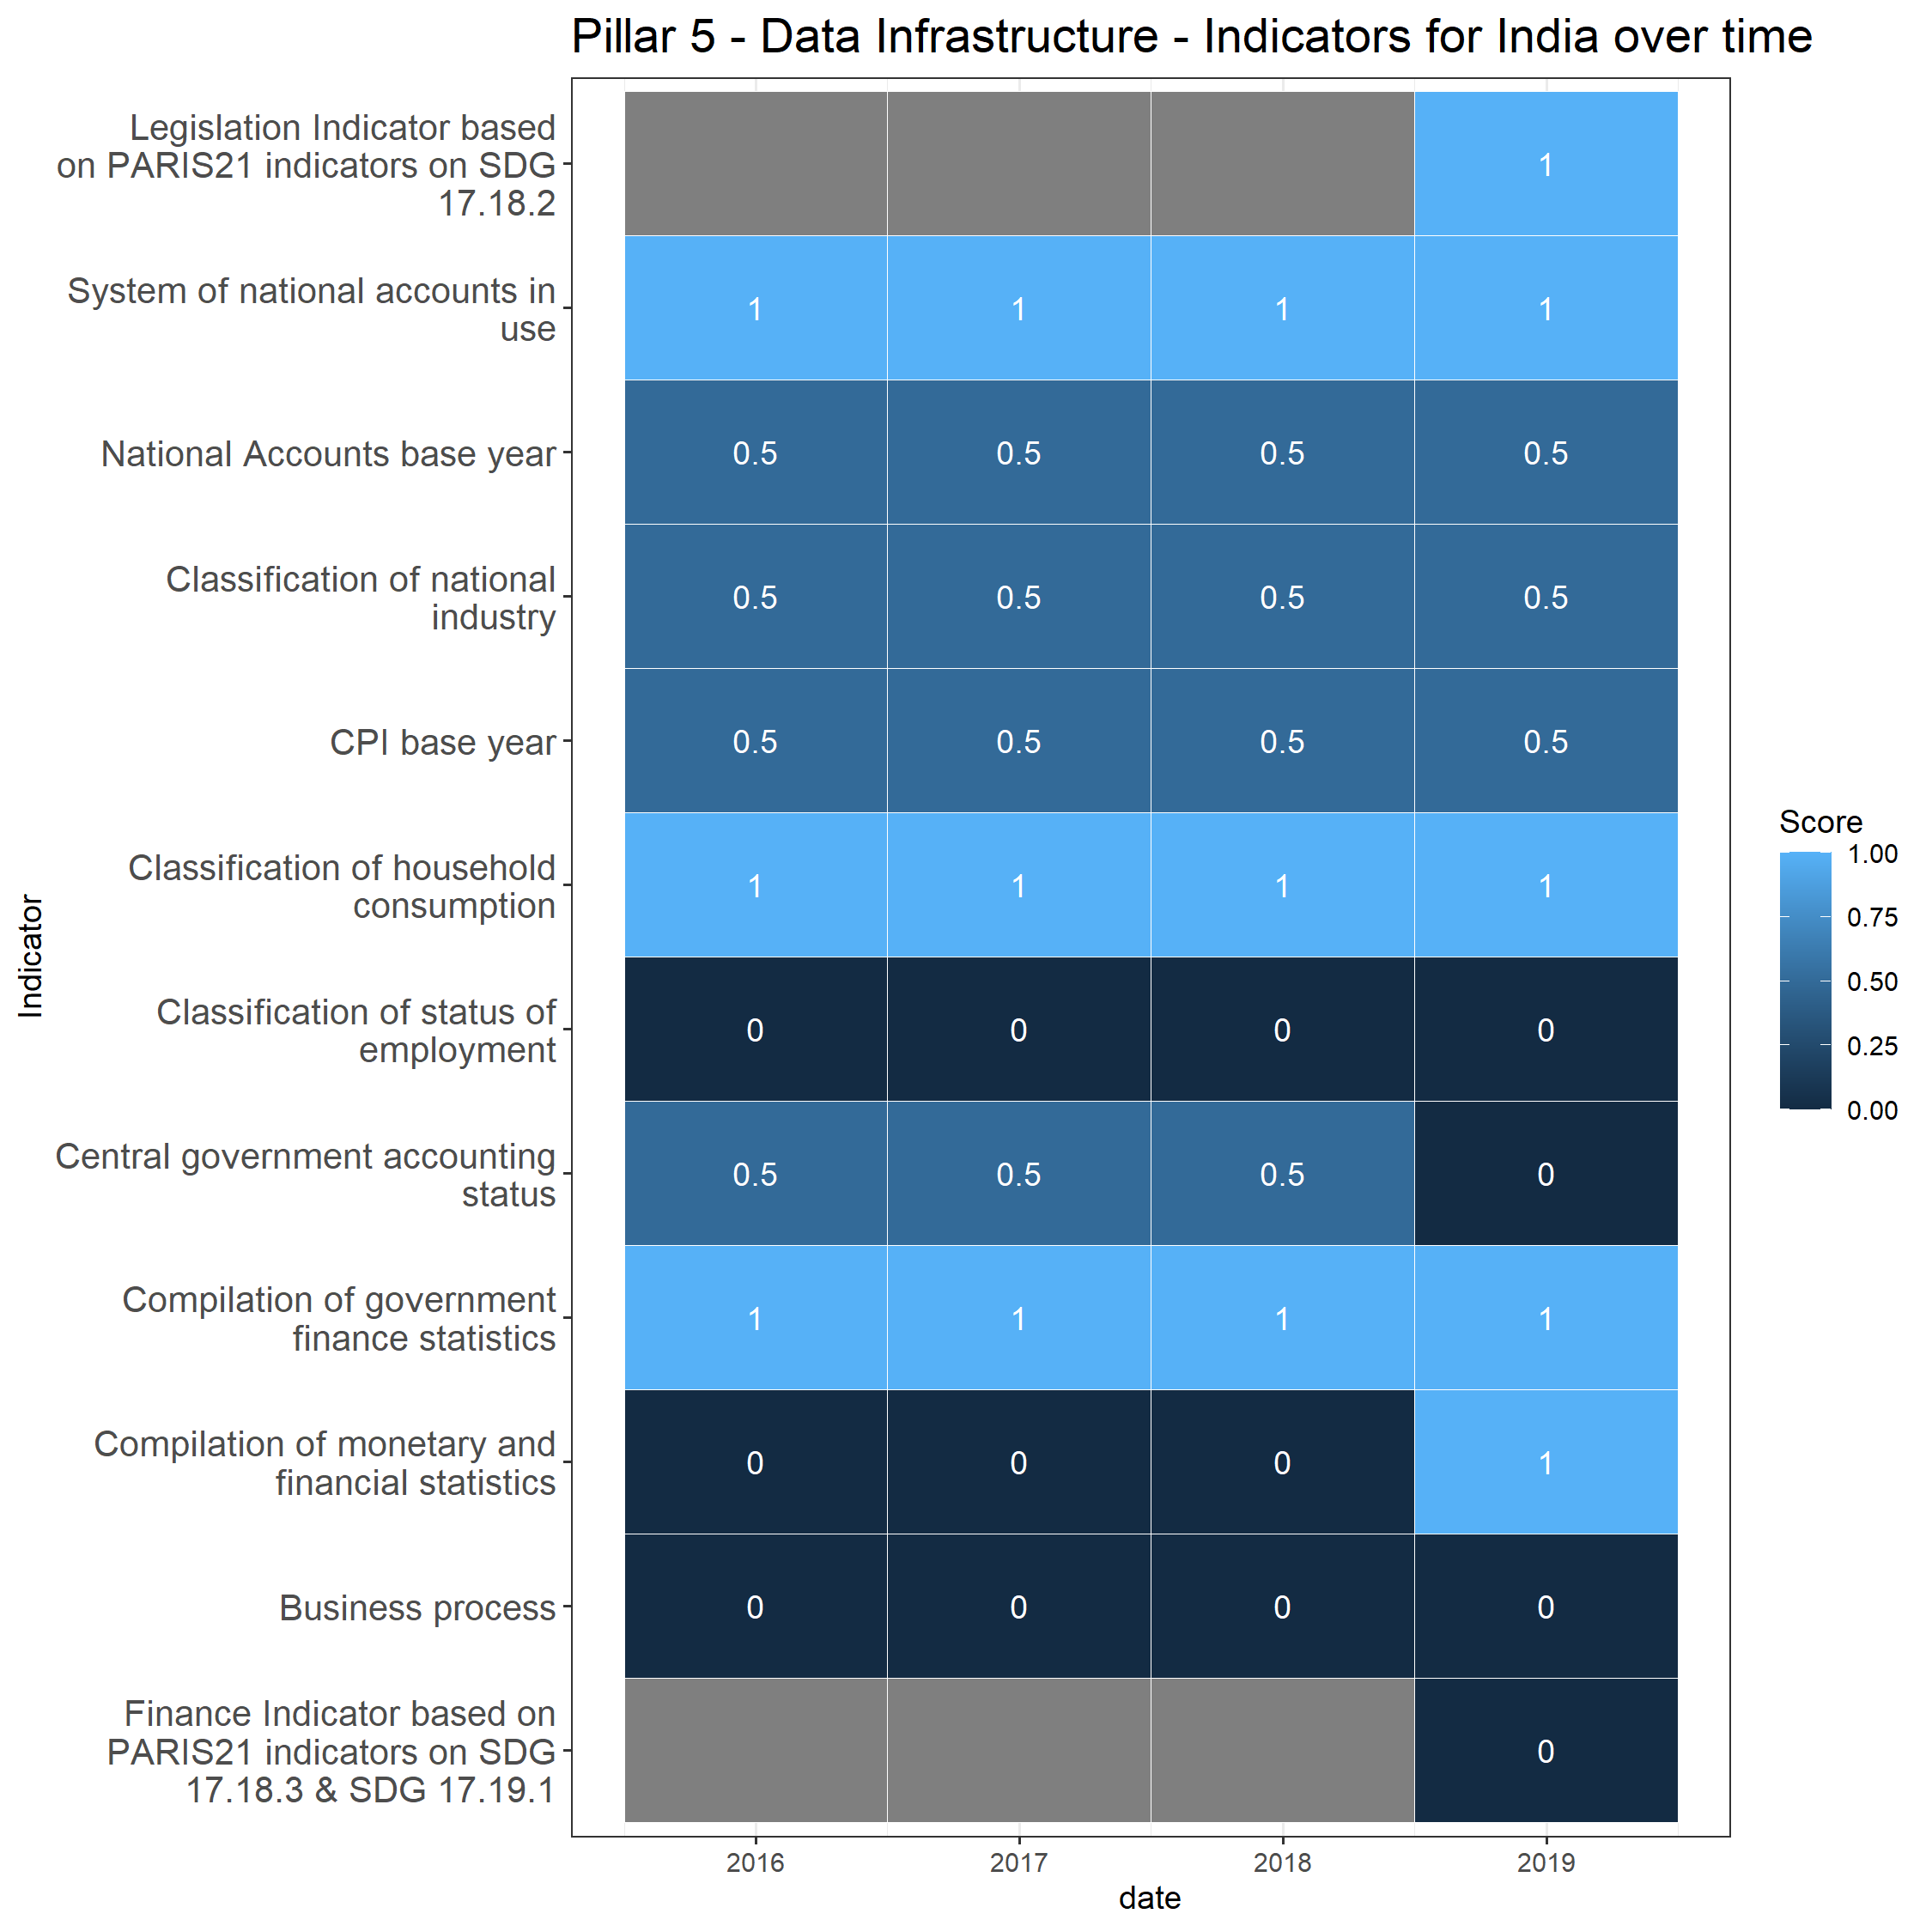 Pillar 5 - Data Infrastructure - Indicators for India over time
Legislation Indicator based
on PARIS21 indicators on SDG
17.18.2
1
System of national accounts in
use
1 1 1 1
National Accounts base year
0.5 0.5 0.5 0.5
Classification of national
industry
0.5 0.5 0.5 0.5
CPI base year
0.5 0.5 0.5 0.5
Classification of household
consumption
1 1 1 1
Classification of status of
employment
0 0 0 0
Central government accounting
status
0.5 0.5 0.5 0
Compilation of government
finance statistics
1 1 1 1
Compilation of monetary and
financial statistics
0 0 0 1
Business process
0 0 0 0
Finance Indicator based on
PARIS21 indicators on SDG
17.18.3 & SDG 17.19.1
0
2016 2017 2018 2019
date
Indicator
Score
1.00
0.75
0.50
0.25
0.00